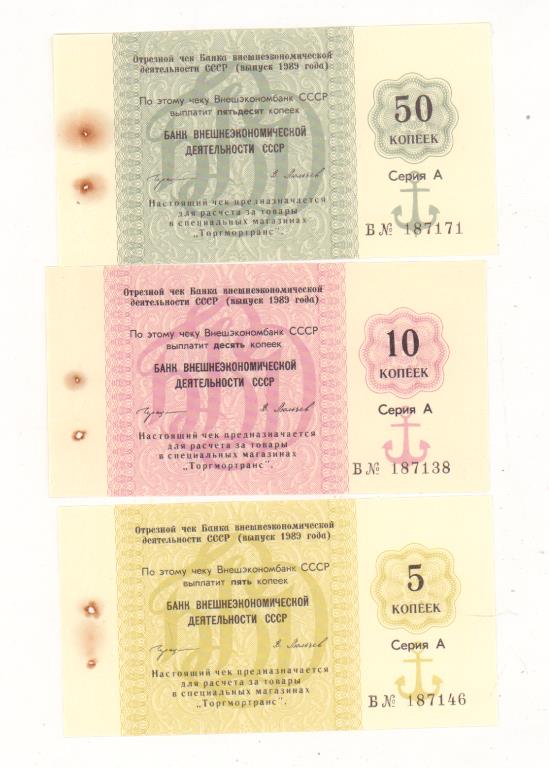 Отрезной чек Банка внешнеэкономической
деятельности СССР (выпуск 1989 года)
По этому чеку Внешэкономбанк СССР
выплатит пятьдесят копеек
БАНК ВНЕШНЕЭКОНОМИЧЕСКОЙ
ДЕЯТЕЛЬНОСТИ СССР
Настоящий чек предназначается
для расчета за товары
в специальных магазинах
„Торгмортранс".
50
КОПЕЕК
Серия А
В № 187171
Отрезной чек Банка внешнеэкономической
деятельности СССР (выпуск 1989 года)
По этому чеку Внешэкономбанк СССР
выплатит десять копеек
БАНК ВНЕШНЕЭКОНОМИЧЕСКОЙ
ДЕЯТЕЛЬНОСТИ СССР
Настоящий чек предназначается
для расчета за товары
в специальных магазинах
„Торгмортранс".
10
КОПЕЕК
Серия А
В № 187138
Отрезной чек Банка внешнеэкономической
деятельности СССР (выпуск 1989 года)
По этому чеку Внешэкономбанк СССР
выплатит пять копеек
БАНК ВНЕШНЕЭКОНОМИЧЕСКОЙ
ДЕЯТЕЛЬНОСТИ СССР
Настоящий чек предназначается
для расчета за товары
в специальных магазинах
„Торгмортранс".
5
КОПЕЕК
Серия А
В № 187146